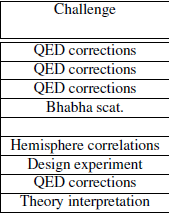 Challenge
QED corrections
QED corrections
QED corrections
Bhabha scat.
Hemisphere correlations
Design experiment
QED corrections
Theory interpretation